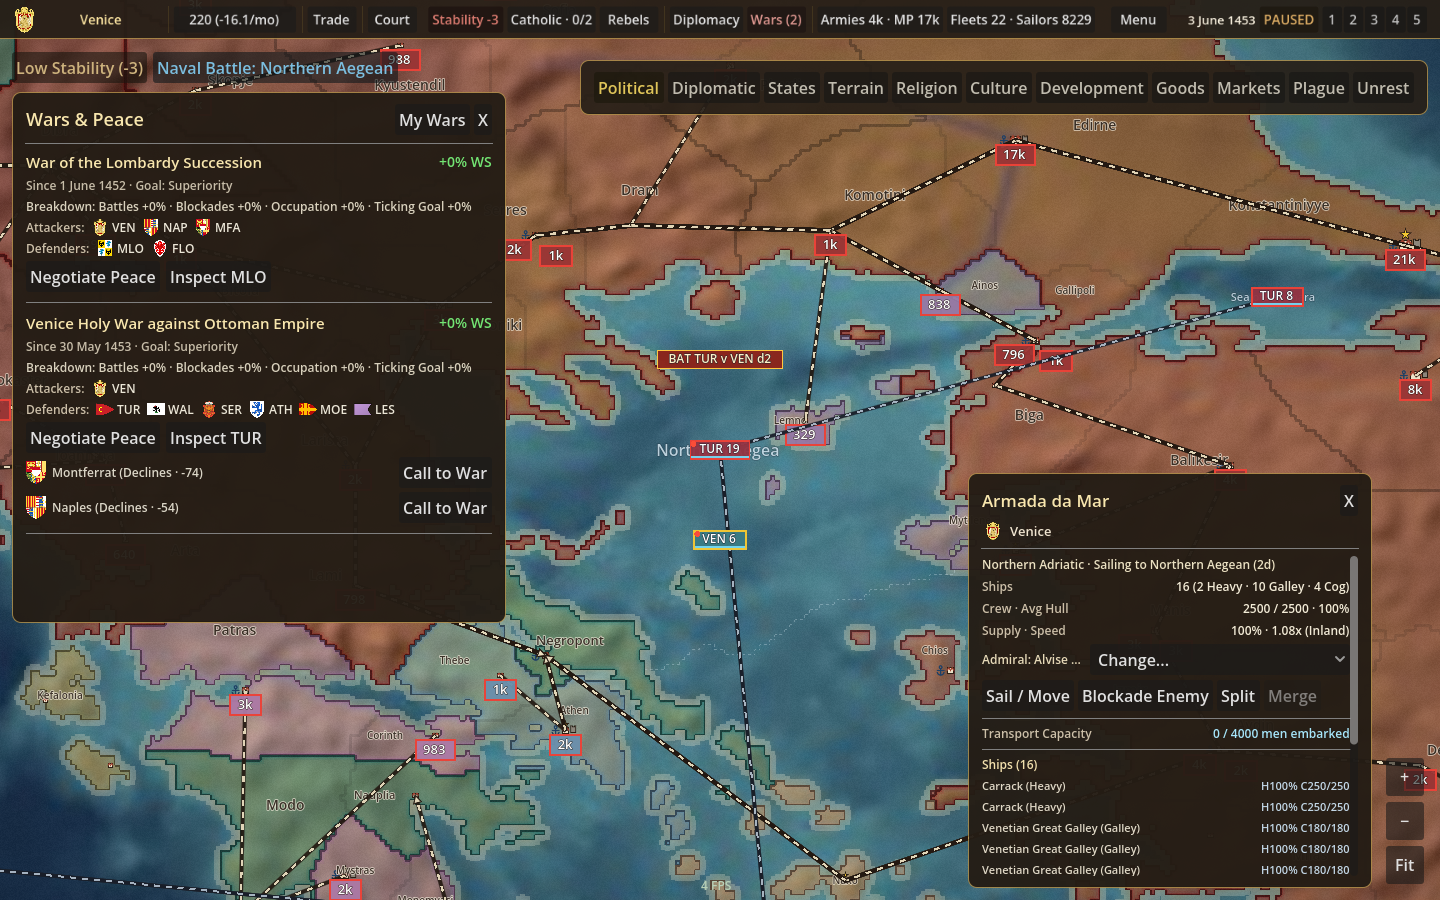 Venice
220 (-16.1/mo)
Trade
Court
Stability -3
Catholic · 0/2
Rebels
Diplomacy
Wars (2)
Armies 4k · MP 17k
Fleets 22 · Sailors 8229
Menu
3 June 1453
PAUSED
1 2 3 4 5
Low Stability (-3)
Naval Battle: Northern Aegean
988
Kyustendil
Political
Diplomatic
States
Terrain
Religion
Culture
Development
Goods
Markets
Plague
Unrest
Wars & Peace
My Wars
X
War of the Lombardy Succession
+0% WS
Since 1 June 1452 · Goal: Superiority
Breakdown: Battles +0% · Blockades +0% · Occupation +0% · Ticking Goal +0%
Attackers: VEN NAP MFA
Defenders: MLO FLO
Negotiate Peace
Inspect MLO
Venice Holy War against Ottoman Empire
+0% WS
Since 30 May 1453 · Goal: Superiority
Breakdown: Battles +0% · Blockades +0% · Occupation +0% · Ticking Goal +0%
Attackers: VEN
Defenders: TUR WAL SER ATH MOE LES
Negotiate Peace
Inspect TUR
Montferrat (Declines · -74)
Call to War
Naples (Declines · -54)
Call to War
Edirne
17k
Komotini
Konstantiniyye
res
2k
1k
1k
21k
Ainos
Gallipoli
838
TUR 8
iki
BAT TUR v VEN d2
796
1k
8k
Biga
329
TUR 19
Balikesir
VEN 6
Patras
Negropont
Thebe
Chios
Kefalonia
1k
3k
Athen
Corinth
983
2k
Modo
Nauplia
Mystras
2k
4 FPS
Armada da Mar
X
Venice
Northern Adriatic · Sailing to Northern Aegean (2d)
Ships
16 (2 Heavy · 10 Galley · 4 Cog)
Crew · Avg Hull
2500 / 2500 · 100%
Supply · Speed
100% · 1.08x (Inland)
Admiral: Alvise ...
Change...
Sail / Move
Blockade Enemy
Split
Merge
Transport Capacity
0 / 4000 men embarked
Ships (16)
Carrack (Heavy)
H100% C250/250
Carrack (Heavy)
H100% C250/250
Venetian Great Galley (Galley)
H100% C180/180
Venetian Great Galley (Galley)
H100% C180/180
Venetian Great Galley (Galley)
H100% C180/180
+
2k
−
Fit